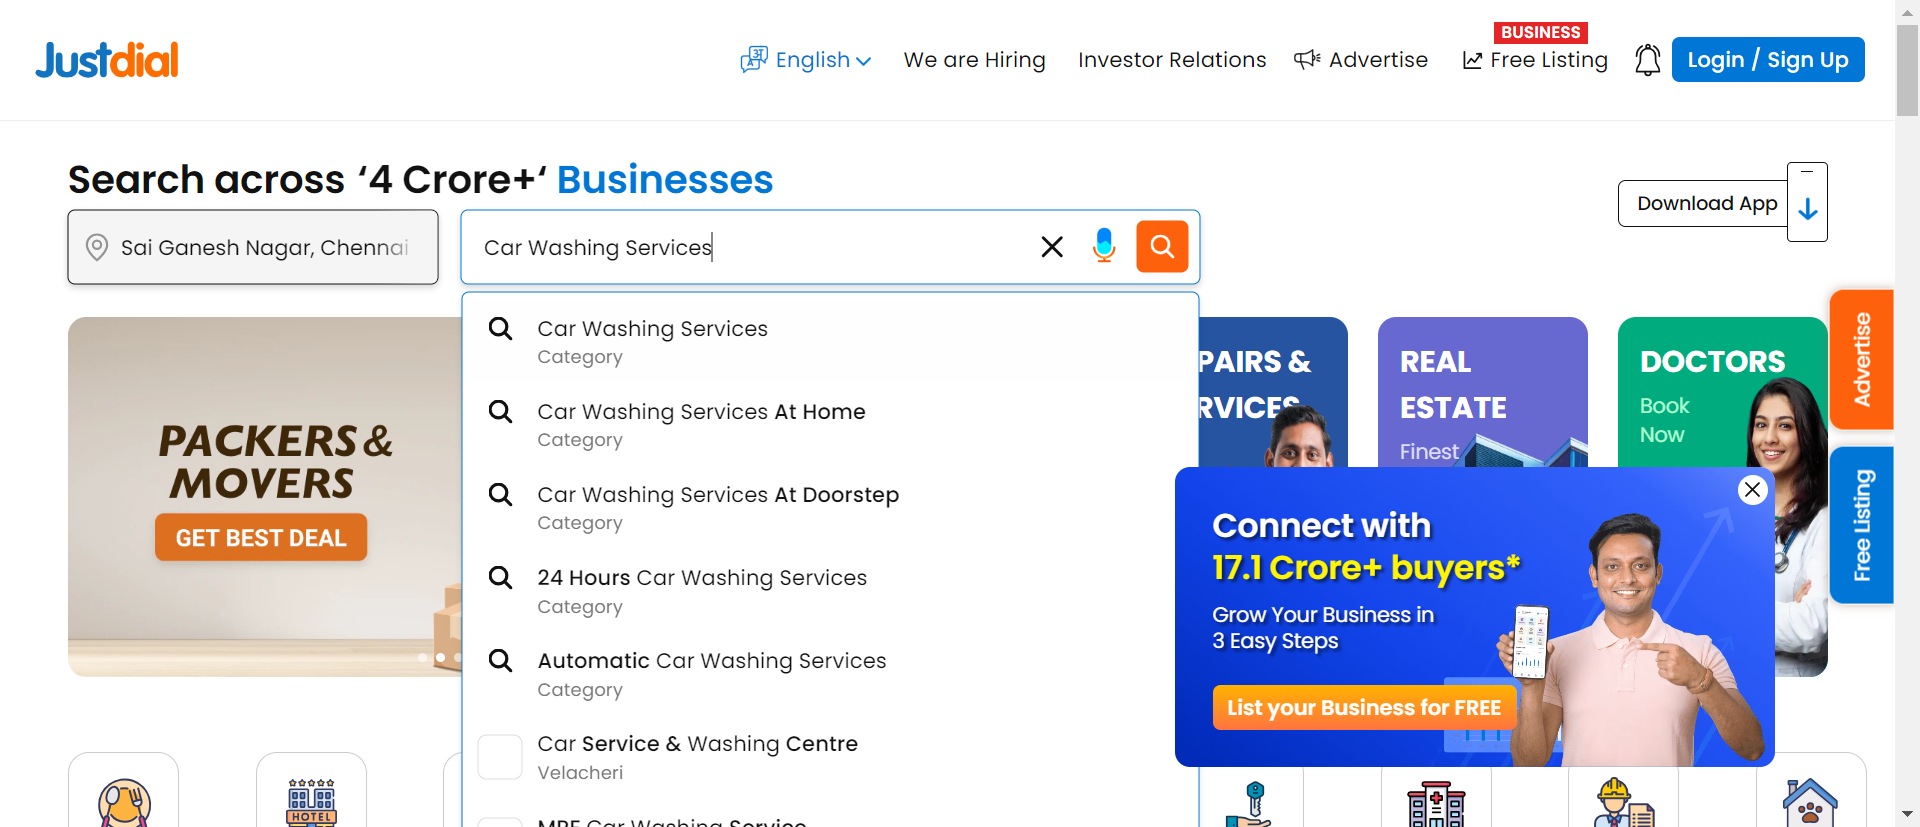 Justdial
English
We are Hiring
Investor Relations
Advertise
BUSINESS
Free Listing
Login / Sign Up
Search across ‘4 Crore+‘ Businesses
Download App
Sai Ganesh Nagar, Chennai
Car Washing Services
Car Washing Services
Category
Car Washing Services At Home
Category
Car Washing Services At Doorstep
Category
24 Hours Car Washing Services
Category
Automatic Car Washing Services
Category
Car Service & Washing Centre
Velacheri
Car Washing Service
PACKERS &
MOVERS
GET BEST DEAL
PAIRS &
RVICES
REAL
ESTATE
Finest
DOCTORS
Book
Now
Advertise
Free Listing
Connect with
17.1 Crore+ buyers*
Grow Your Business in
3 Easy Steps
List your Business for FREE
HOTEL